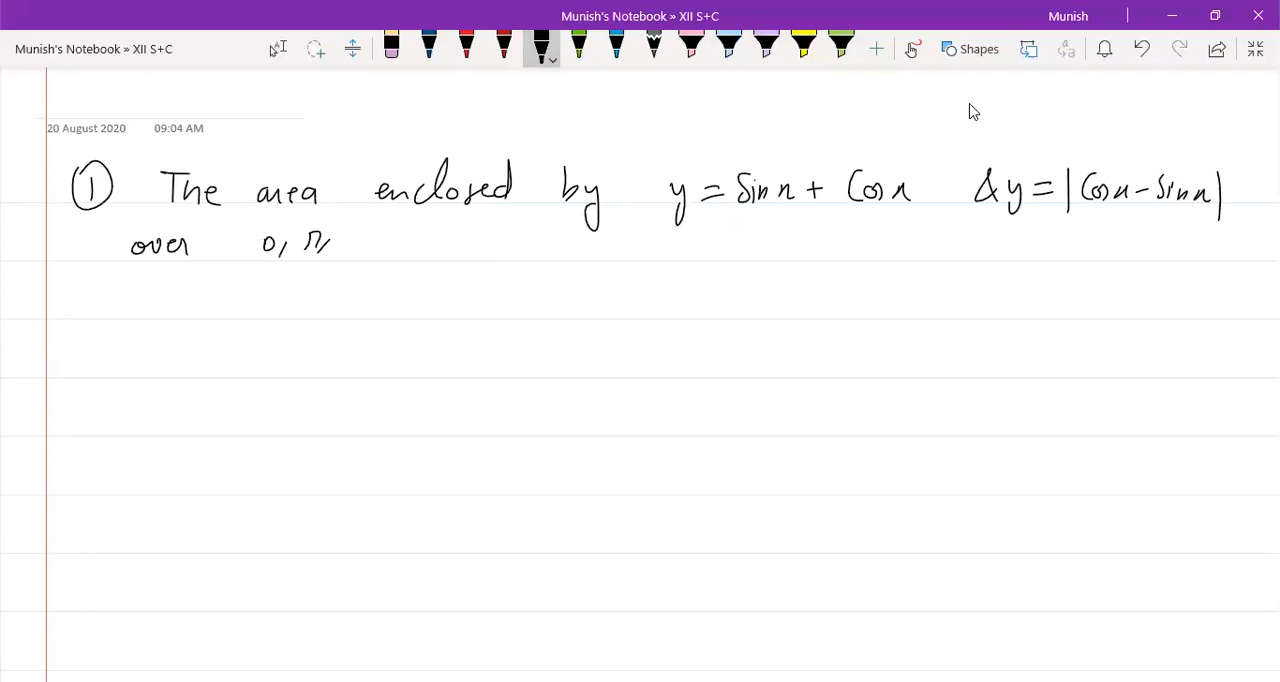 Munish's Notebook » XII S+C
Munish
Munish's Notebook » XII S+C
Shapes
20 August 2020 09:04 AM
① The area enclosed by y = Sin x + Cos x & y = |Cos x - Sin x|
over 0,